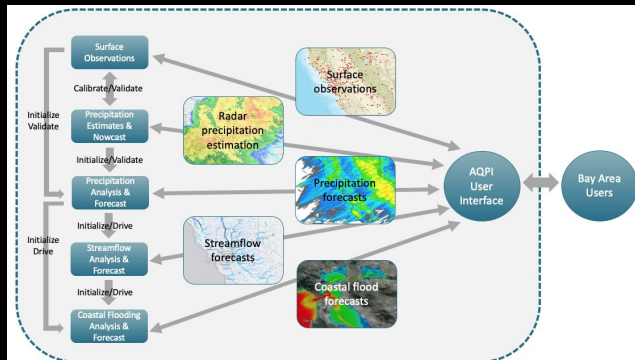 Surface
Observations
Calibrate/Validate
Initialize
Validate
Precipitation
Estimates &
Nowcast
Initialize/Validate
Precipitation
Analysis &
Forecast
Initialize/Drive
Initialize
Drive
Streamflow
Analysis &
Forecast
Initialize/Drive
Coastal Flooding
Analysis &
Forecast
Surface
observations
Radar
precipitation
estimation
Precipitation
forecasts
Streamflow
forecasts
Coastal flood
forecasts
AQPI
User
Interface
Bay Area
Users